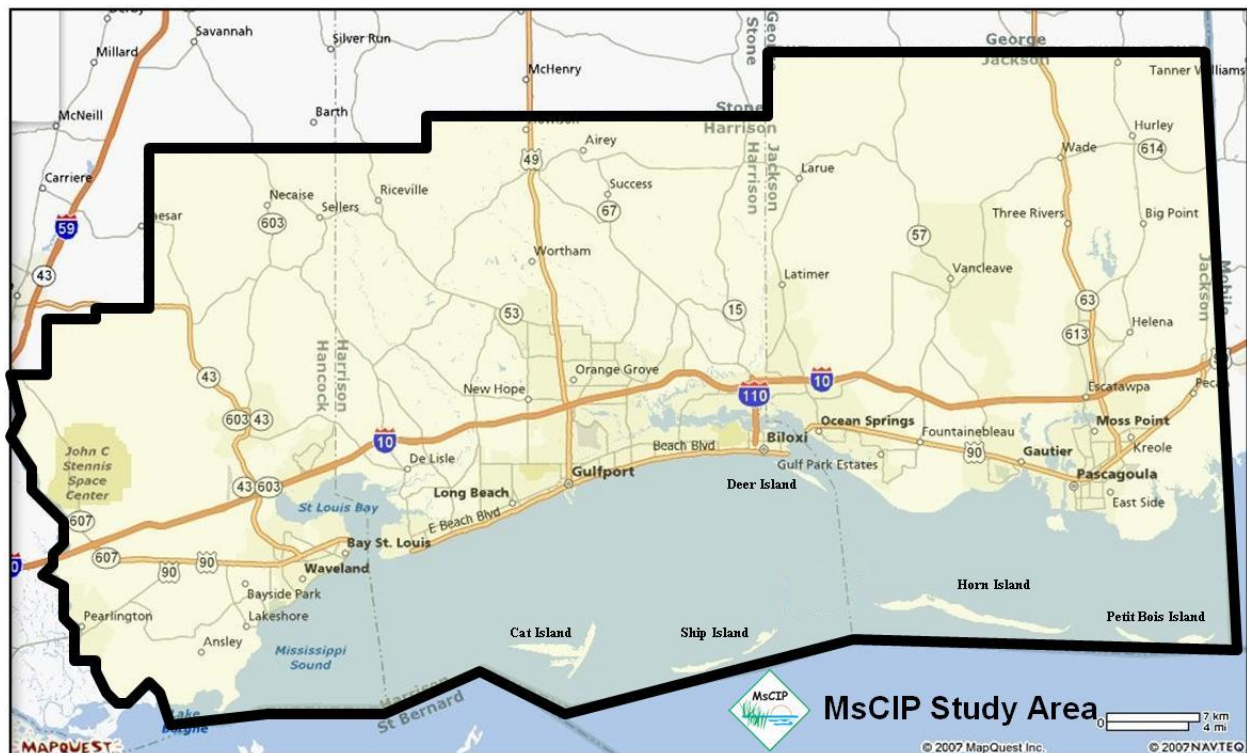 Savannah
Silver Run
Millard
McHenry
George
Stone
George
Jackson
Tanner Williams
McNeill
Barth
Stone
Harrison
Airey
Hurley
49
614
Wade
Carriere
Necaise
Riceville
Sellers
603
Success
67
Jackson
Harrison
Larue
Three Rivers
Big Point
59
57
43
Wortham
Latimer
Vancleave
Mobile
Jackson
53
15
63
613
Helena
Harrison
Hancock
43
New Hope
Orange Grove
110
10
Escatawpa
603
43
10
Ocean Springs
Moss Point
Kreole
Beach Blvd
Biloxi
Fountainebleau
90
Gautier
Gulf Park Estates
John C
Stennis
Space
Center
De Lisle
Gulfport
Pascagoula
East Side
43
603
Long Beach
E Beach Blvd
Deer Island
St Louis Bay
607
607
90
90
Bay St. Louis
Waveland
Bayside Park
Pearlington
Lakeshore
Ansley
Mississippi
Sound
Cat Island
Ship Island
Horn Island
Petit Bois Island
Harrison
St Bernard
Lake
MsCIP
MsCIP Study Area
0
7 km
4 mi
MAPQUEST
© 2007 MapQuest Inc.
© 2007 NAVTEQ